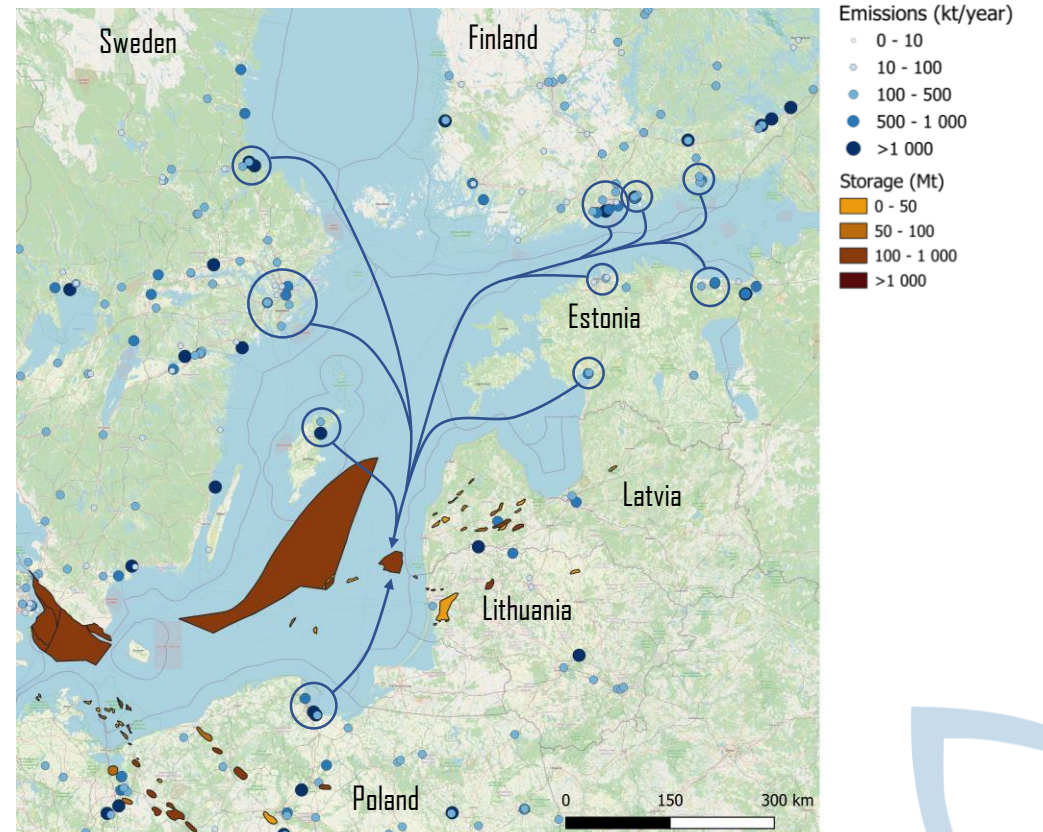 Sweden
Finland
Estonia
Latvia
Lithuania
Poland
0 150 300 km
Emissions (kt/year)
0 - 10
10 - 100
100 - 500
500 - 1 000
>1 000
Storage (Mt)
0 - 50
50 - 100
100 - 1 000
>1 000